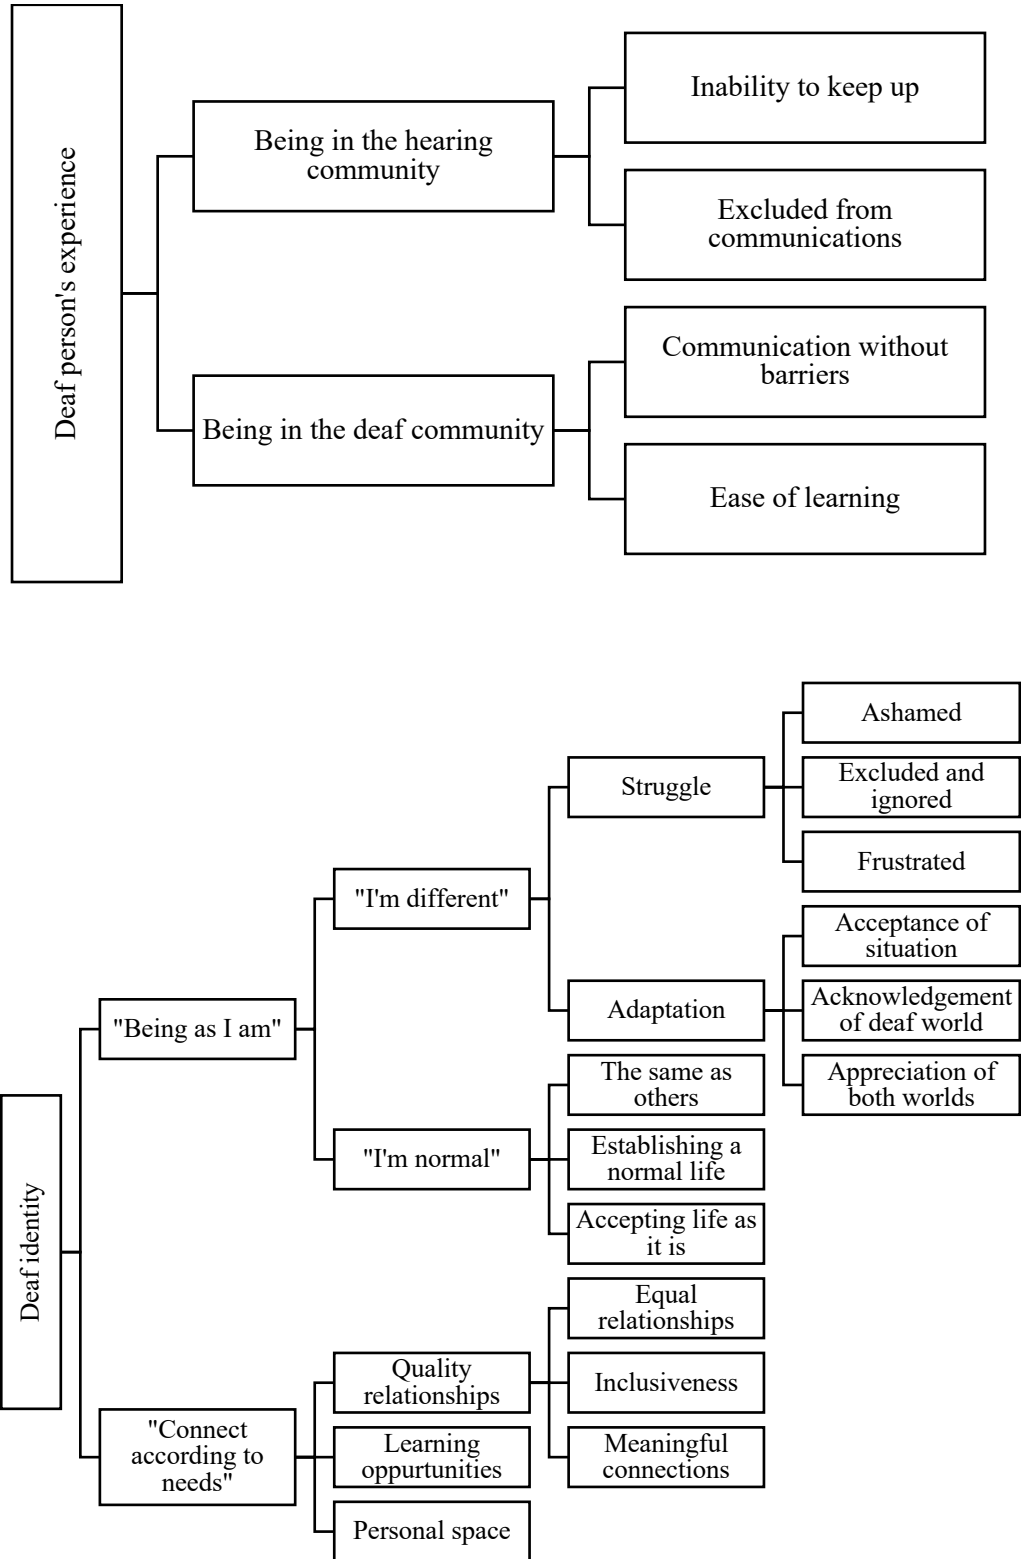 Deaf person's experience
Being in the hearing
community
Inability to keep up
Excluded from
communications
Being in the deaf community
Communication without
barriers
Ease of learning
Deaf identity
"Being as I am"
"I'm different"
Struggle
Ashamed
Excluded and
ignored
Frustrated
Adaptation
Acceptance of
situation
Acknowledgement
of deaf world
Appreciation of
both worlds
"I'm normal"
The same as
others
Establishing a
normal life
Accepting life as
it is
"Connect
according to
needs"
Quality
relationships
Equal
relationships
Inclusiveness
Meaningful
connections
Learning
oppurtunities
Personal space